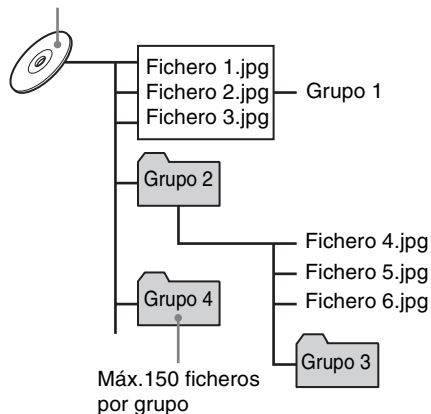 Fichero 1.jpg
Fichero 2.jpg
Fichero 3.jpg
Grupo 1
Grupo 2
Fichero 4.jpg
Fichero 5.jpg
Fichero 6.jpg
Grupo 4
Grupo 3
Máx.150 ficheros
por grupo